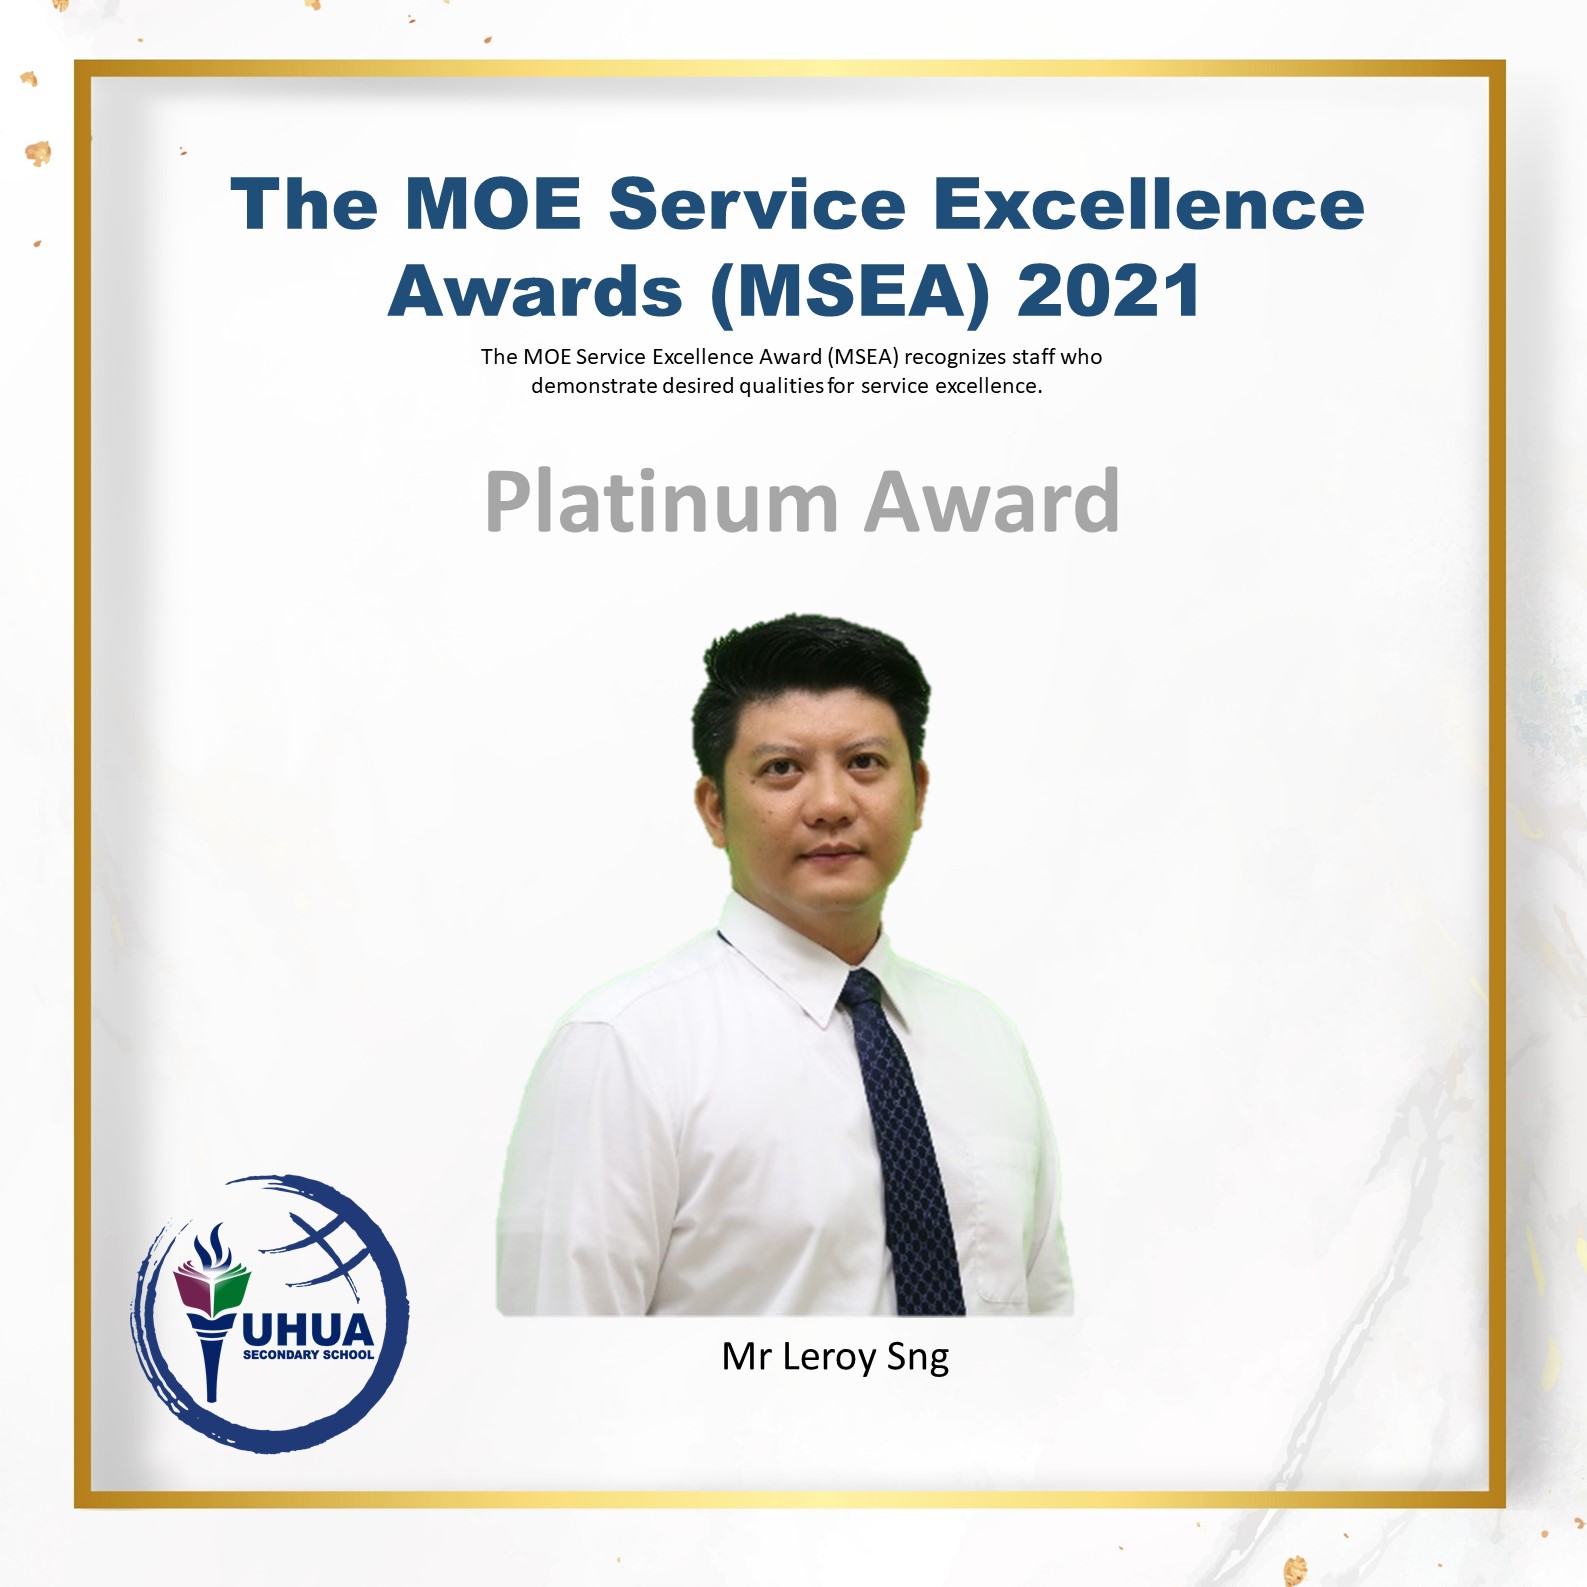 The MOE Service Excellence
Awards (MSEA) 2021
The MOE Service Excellence Award (MSEA) recognizes staff who
demonstrate desired qualities for service excellence.
Platinum Award
YUHUA
SECONDARY SCHOOL
Mr Leroy Sng